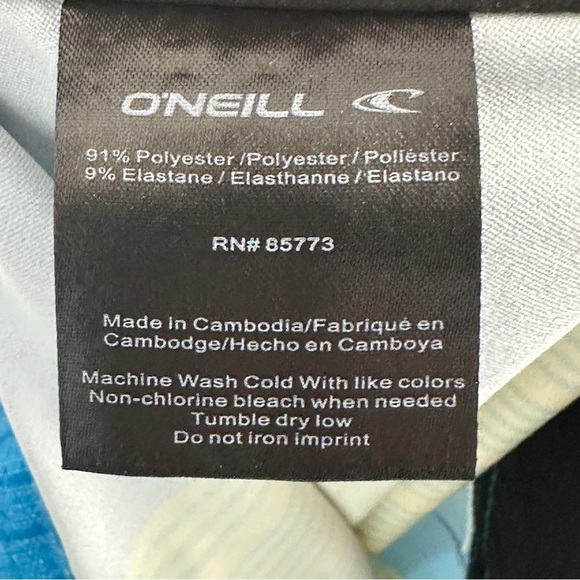 O'NEILL
91% Polyester /Polyester / Poliéster
9% Elastane / Elasthanne / Elastano
RN# 85773
Made in Cambodia/Fabriqué en
Cambodge/Hecho en Camboya
Machine Wash Cold With like colors
Non-chlorine bleach when needed
Tumble dry low
Do not iron imprint